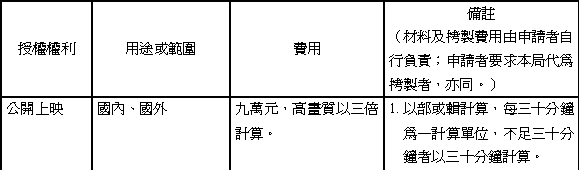 授權權利
用途或範圍
費用
備註
（材料及拷製費用由申請者自
行負責；申請者要求本局代為
拷製者，亦同。）
公開上映
國內、國外
九萬元，高畫質以三倍
計算。
1. 以部或輯計算，每三十分鐘
為一計算單位，不足三十分
鐘者以三十分鐘計算。